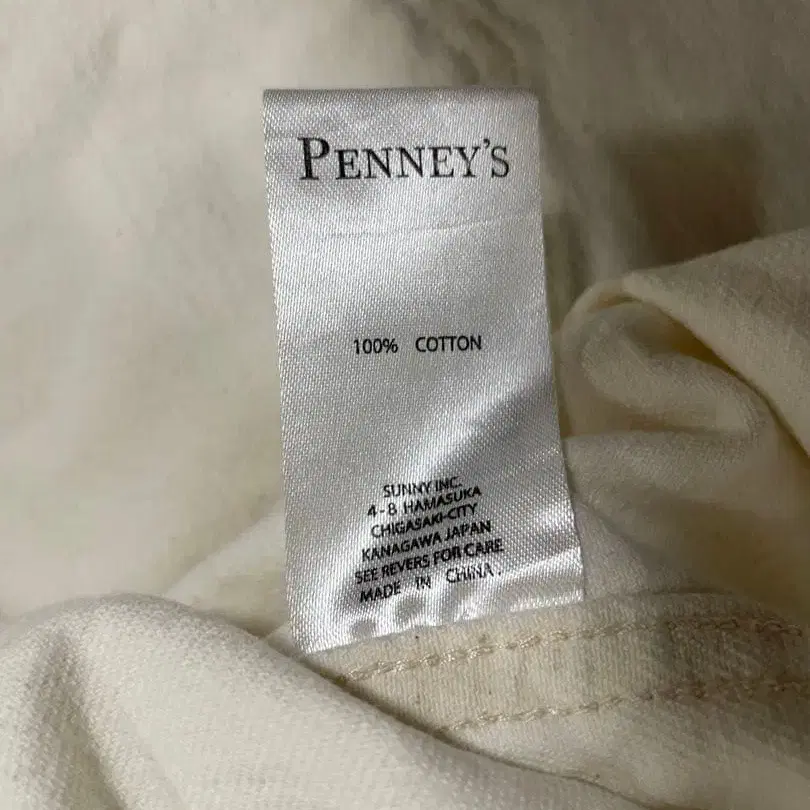 PENNEY'S
100% COTTON
SUNNY INC.
4-8 HAMASUKA
CHIGASAKI-CITY
KANAGAWA JAPAN
SEE REVERS FOR CARE
MADE IN CHINA.